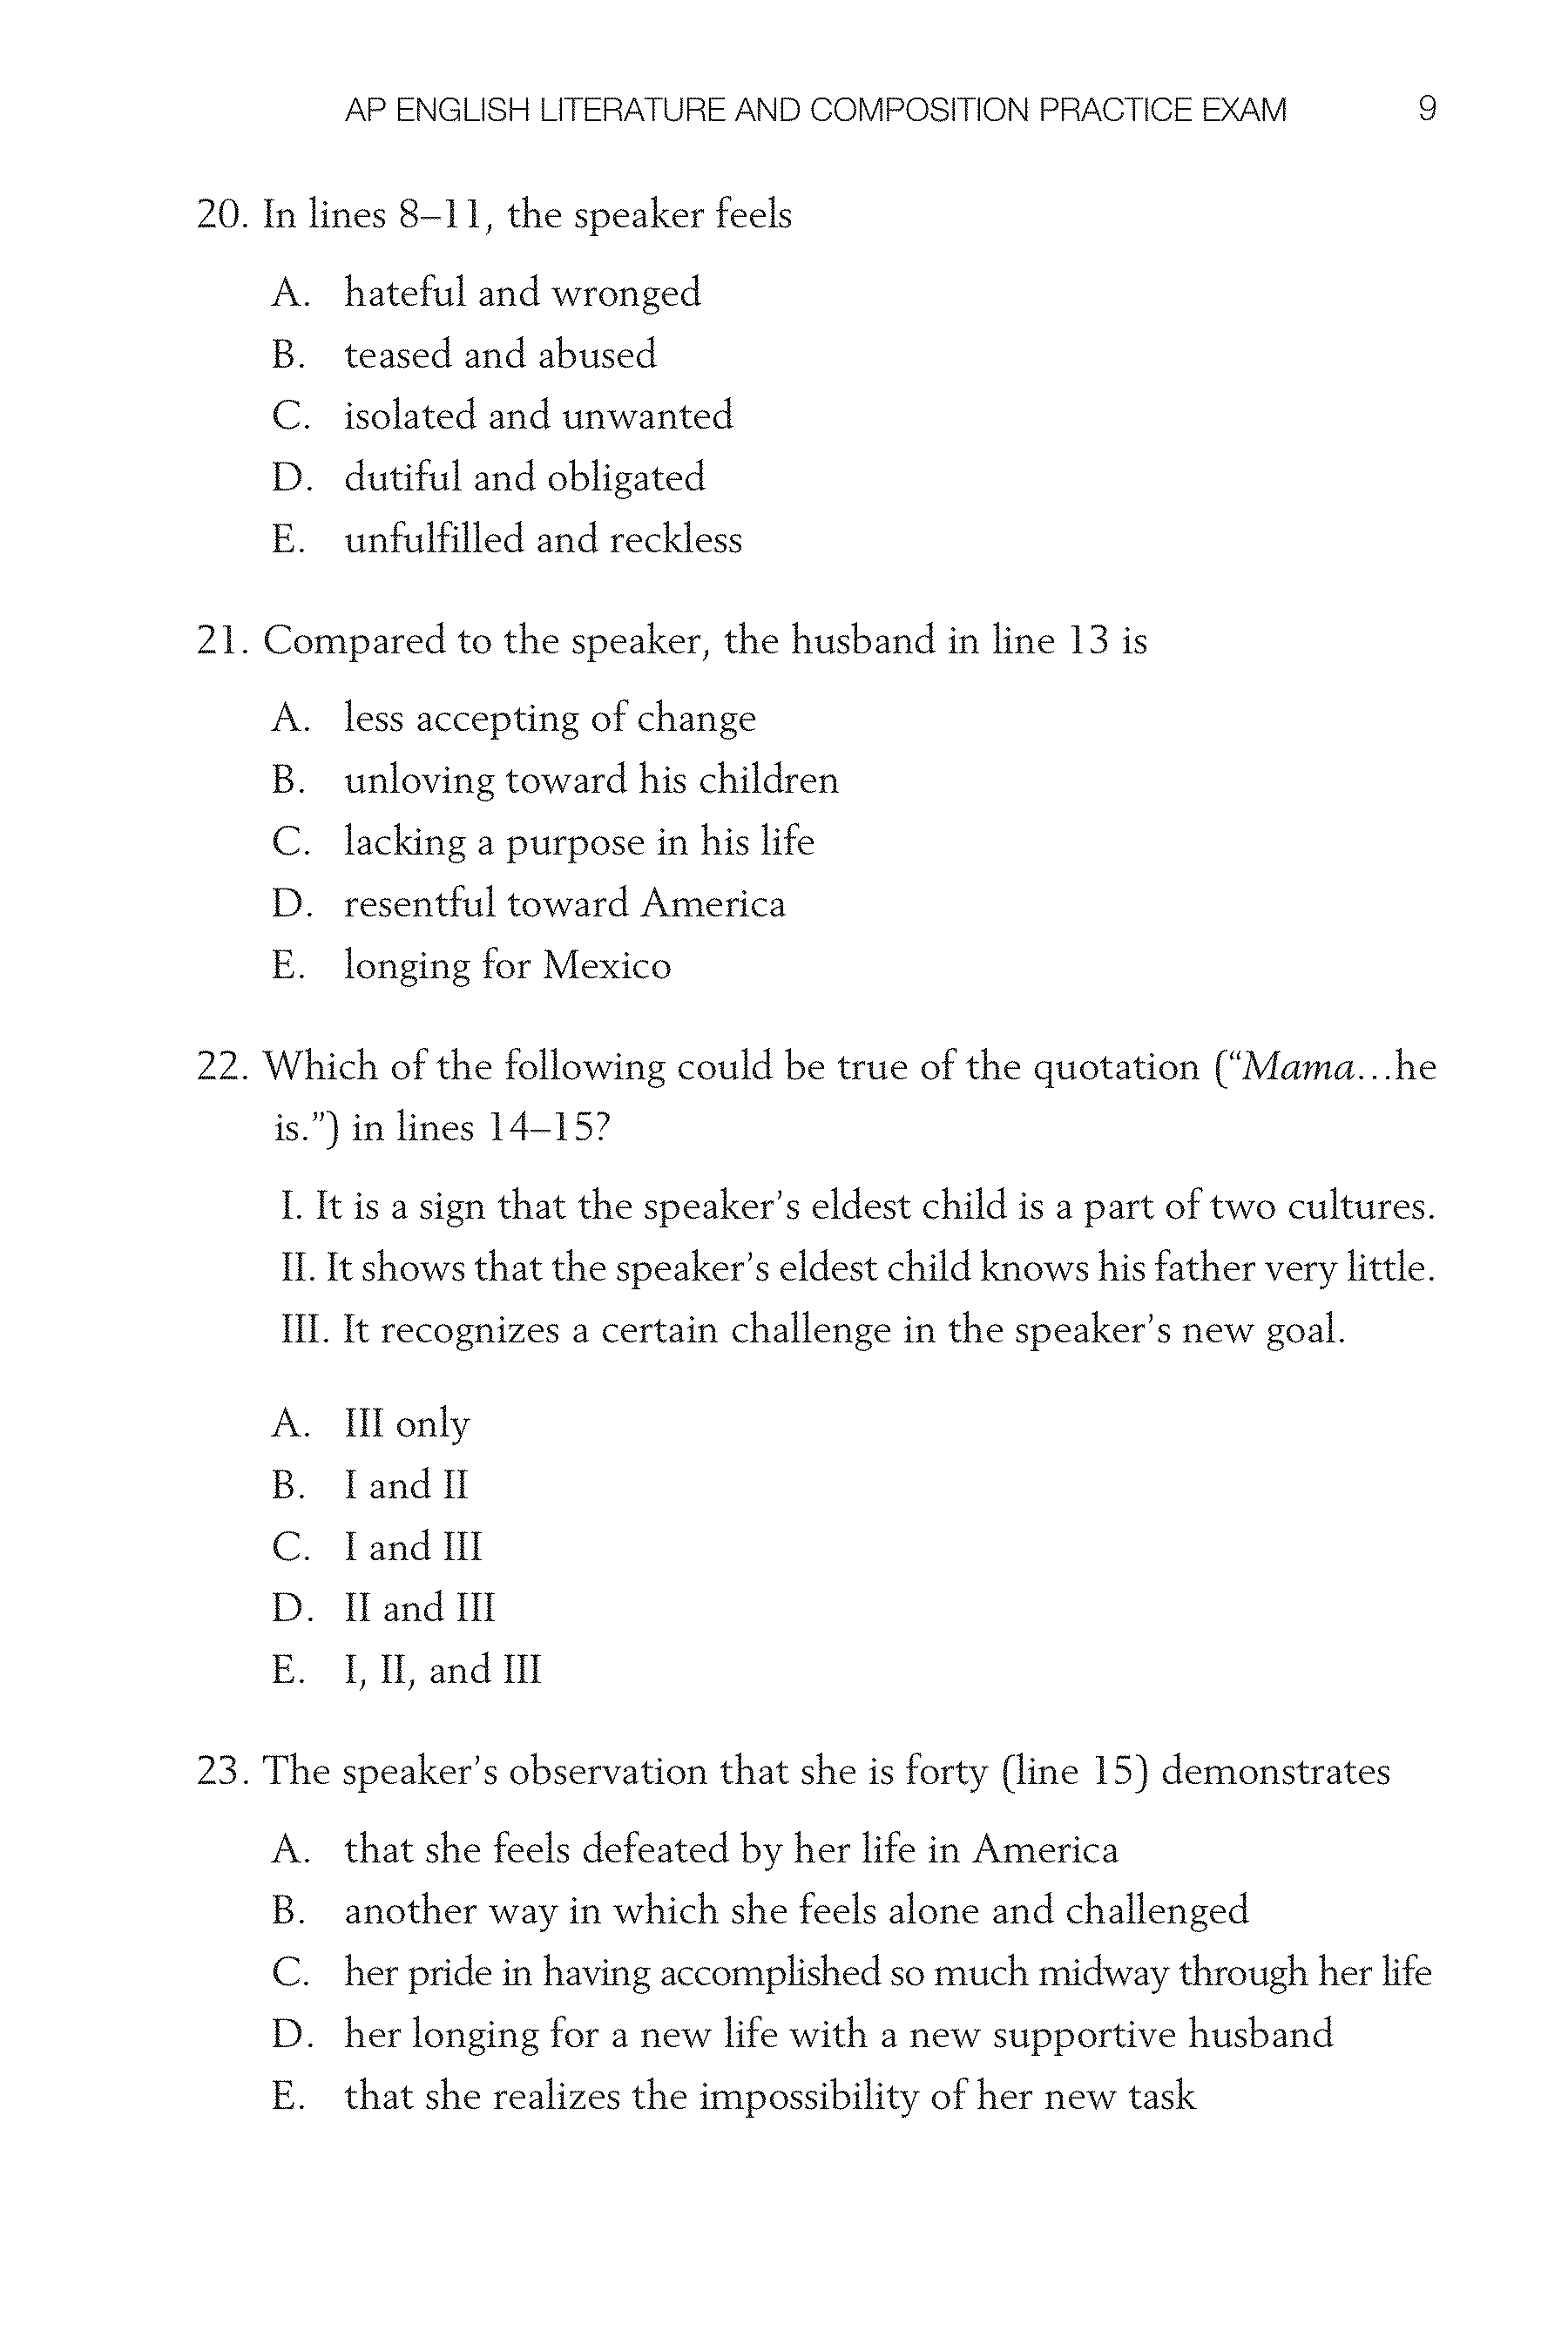 AP ENGLISH LITERATURE AND COMPOSITION PRACTICE EXAM 9
20. In lines 8–11, the speaker feels
A. hateful and wronged
B. teased and abused
C. isolated and unwanted
D. dutiful and obligated
E. unfulfilled and reckless
21. Compared to the speaker, the husband in line 13 is
A. less accepting of change
B. unloving toward his children
C. lacking a purpose in his life
D. resentful toward America
E. longing for Mexico
22. Which of the following could be true of the quotation (“Mama...he
is.”) in lines 14–15?
I. It is a sign that the speaker’s eldest child is a part of two cultures.
II. It shows that the speaker’s eldest child knows his father very little.
III. It recognizes a certain challenge in the speaker’s new goal.
A. III only
B. I and II
C. I and III
D. II and III
E. I, II, and III
23. The speaker’s observation that she is forty (line 15) demonstrates
A. that she feels defeated by her life in America
B. another way in which she feels alone and challenged
C. her pride in having accomplished so much midway through her life
D. her longing for a new life with a new supportive husband
E. that she realizes the impossibility of her new task